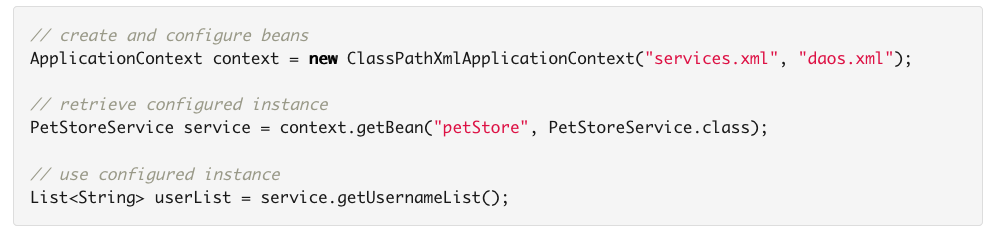 // create and configure beans
ApplicationContext context = new ClassPathXmlApplicationContext("services.xml", "daos.xml");
// retrieve configured instance
PetStoreService service = context.getBean("petStore", PetStoreService.class);
// use configured instance
List<String> userList = service.getUsernameList();